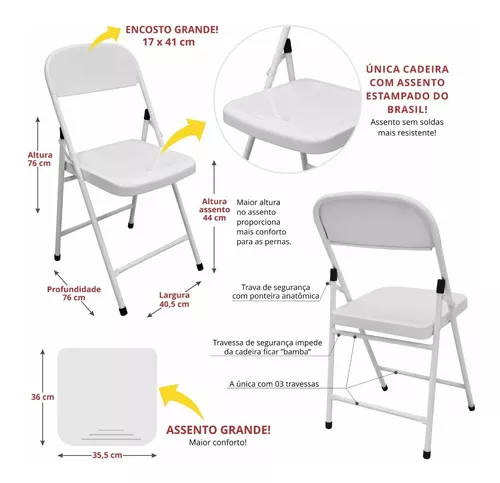 ENCOSTO GRANDE!
17 x 41 cm
ÚNICA CADEIRA
COM ASSENTO
ESTAMPADO DO
BRASIL!
Assento sem soldas
mais resistente!
Altura
76 cm
Altura
assento
44 cm
Maior altura
no assento
proporciona
mais conforto
para as pernas.
Profundidade
76 cm
Largura
40,5 cm
Trava de segurança
com ponteira anatômica
Travessa de segurança impede
da cadeira ficar "bamba"
A única com 03 travessas
36 cm
35,5 cm
ASSENTO GRANDE!
Maior conforto!